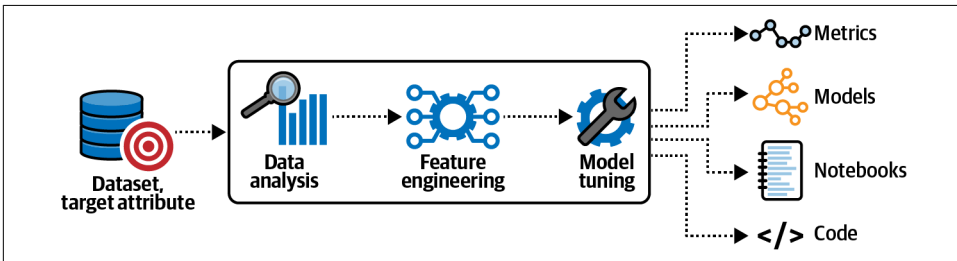 Dataset,
target attribute
Data
analysis
Feature
engineering
Model
tuning
Metrics
Models
Notebooks
</> Code